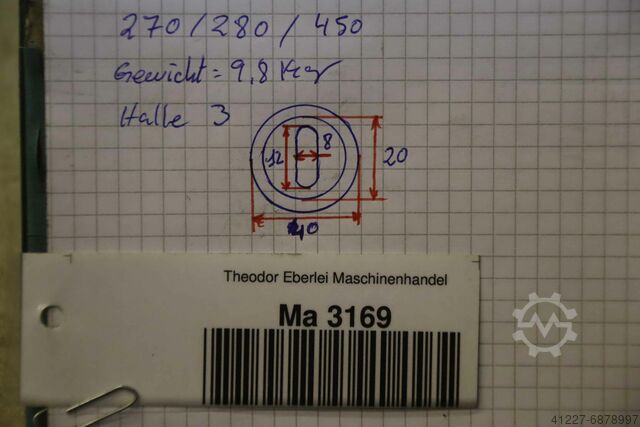 270/280/450
Gewicht = 9,8 Kg
Halle 3
12
8
20
40
Theodor Eberlei Maschinenhandel
Ma 3169
41227-6878997